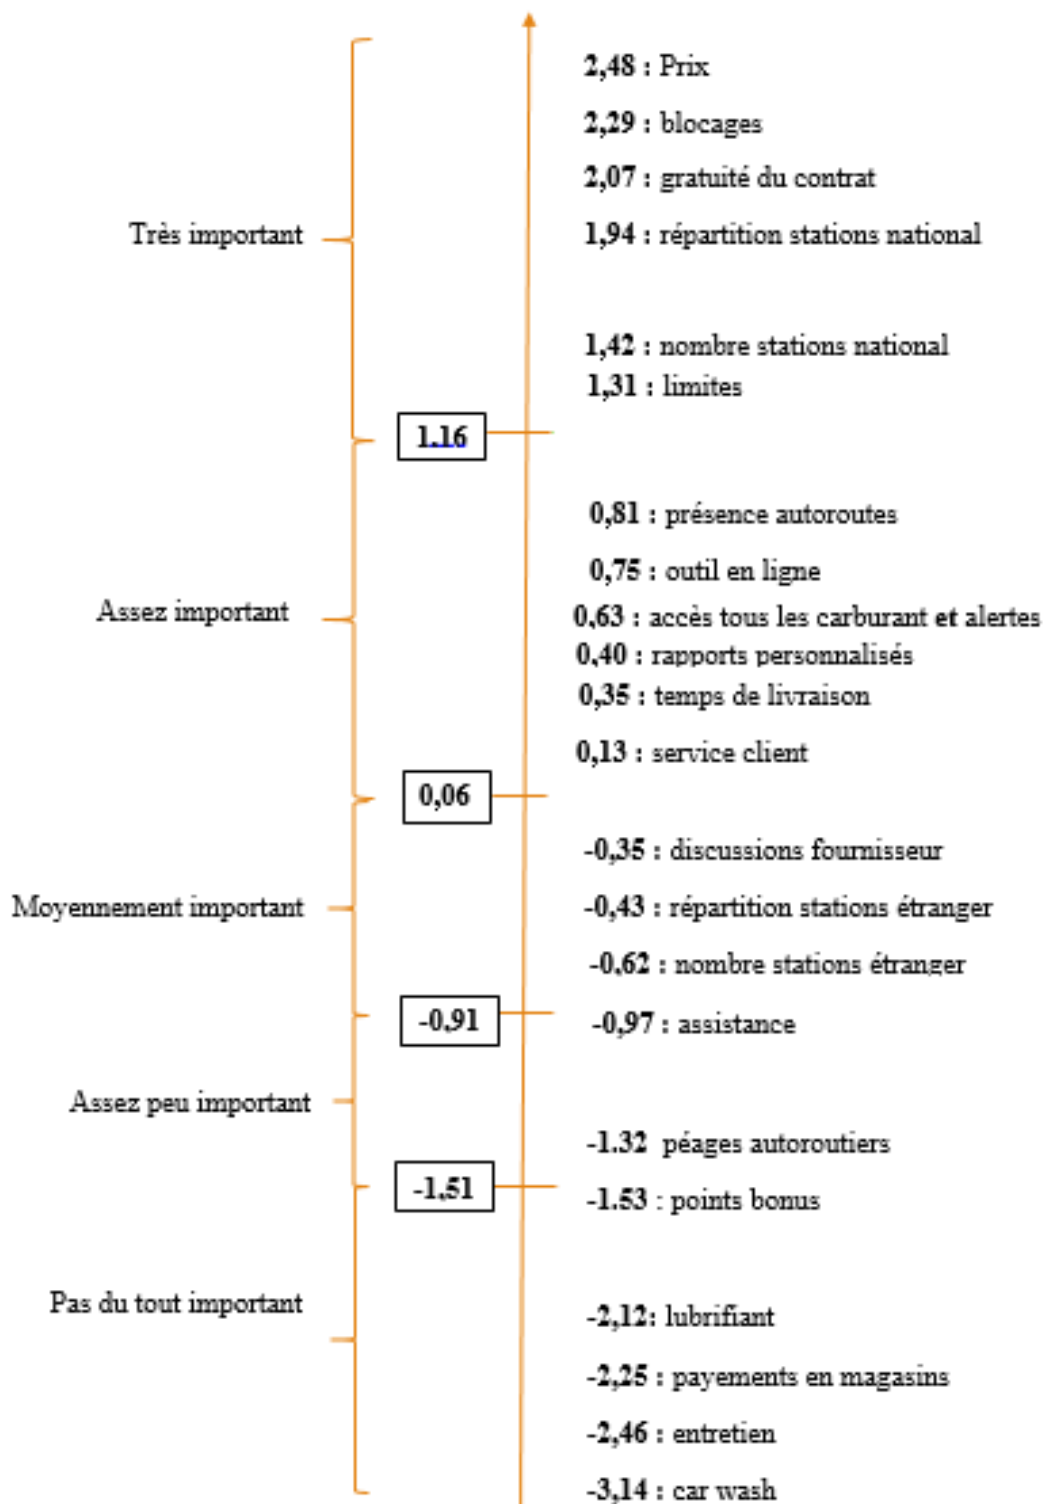 2,48 : Prix
2,29 : blocages
2,07 : gratuité du contrat
Très important
1,94 : répartition stations national
1,42 : nombre stations national
1,31 : limites
1.16
0,81 : présence autoroutes
0,75 : outil en ligne
Assez important
0,63 : accès tous les carburant et alertes
0,40 : rapports personnalisés
0,35 : temps de livraison
0,13 : service client
0,06
-0,35 : discussions fournisseur
Moyennement important
-0,43 : répartition stations étranger
-0,62 : nombre stations étranger
-0,91
-0,97 : assistance
Assez peu important
-1.32 péages autoroutiers
-1,51
-1.53 : points bonus
Pas du tout important
-2,12: lubrifiant
-2,25 : payements en magasins
-2,46 : entretien
-3,14 : car wash